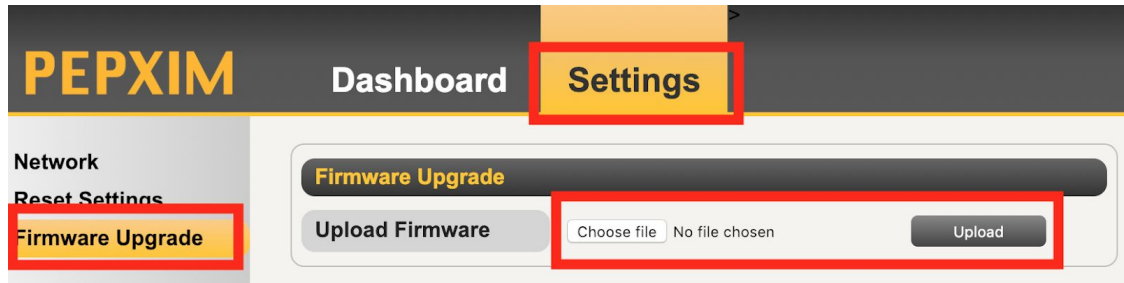 >
PEPXIM Dashboard Settings
Network
Firmware Upgrade
Reset Settings
Upload Firmware Choose file No file chosen Upload
Firmware Upgrade